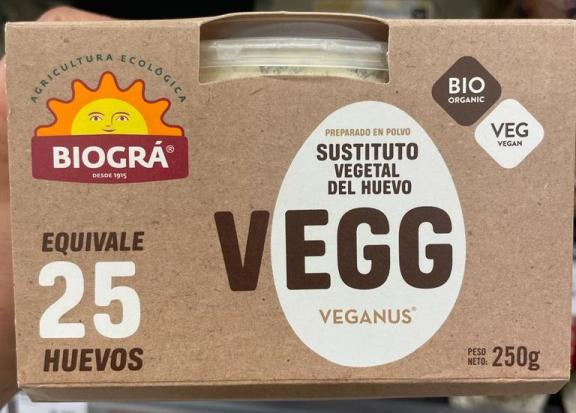 AGRICULTURA ECOLÓGICA
BIOGRÁ®
DESDE 1915
EQUIVALE
25
HUEVOS
PREPARADO EN POLVO
SUSTITUTO
VEGETAL
DEL HUEVO
VEGG
VEGANUS®
BIO
ORGANIC
VEG
VEGAN
PESO
NETO: 250g